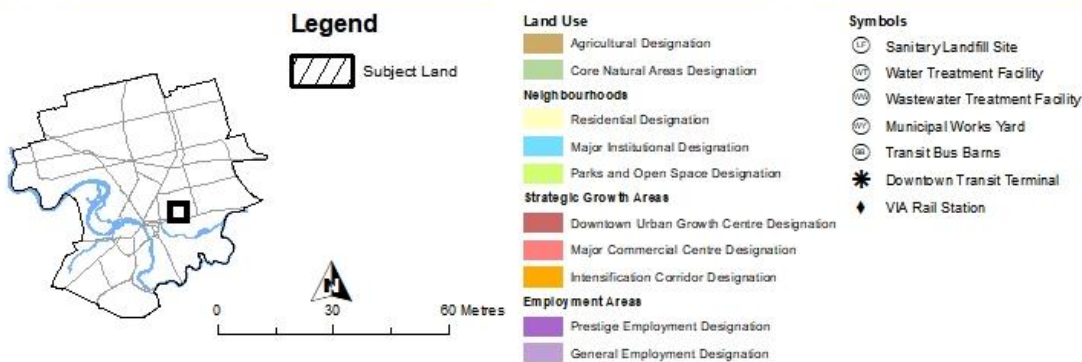 Legend
Subject Land
N
0 30 60 Metres
Land Use
Agricultural Designation
Core Natural Areas Designation
Neighbourhoods
Residential Designation
Major Institutional Designation
Parks and Open Space Designation
Strategic Growth Areas
Downtown Urban Growth Centre Designation
Major Commercial Centre Designation
Intensification Corridor Designation
Employment Areas
Prestige Employment Designation
General Employment Designation
Symbols
LF Sanitary Landfill Site
WT Water Treatment Facility
WW Wastewater Treatment Facility
WY Municipal Works Yard
BB Transit Bus Barns
Downtown Transit Terminal
VIA Rail Station